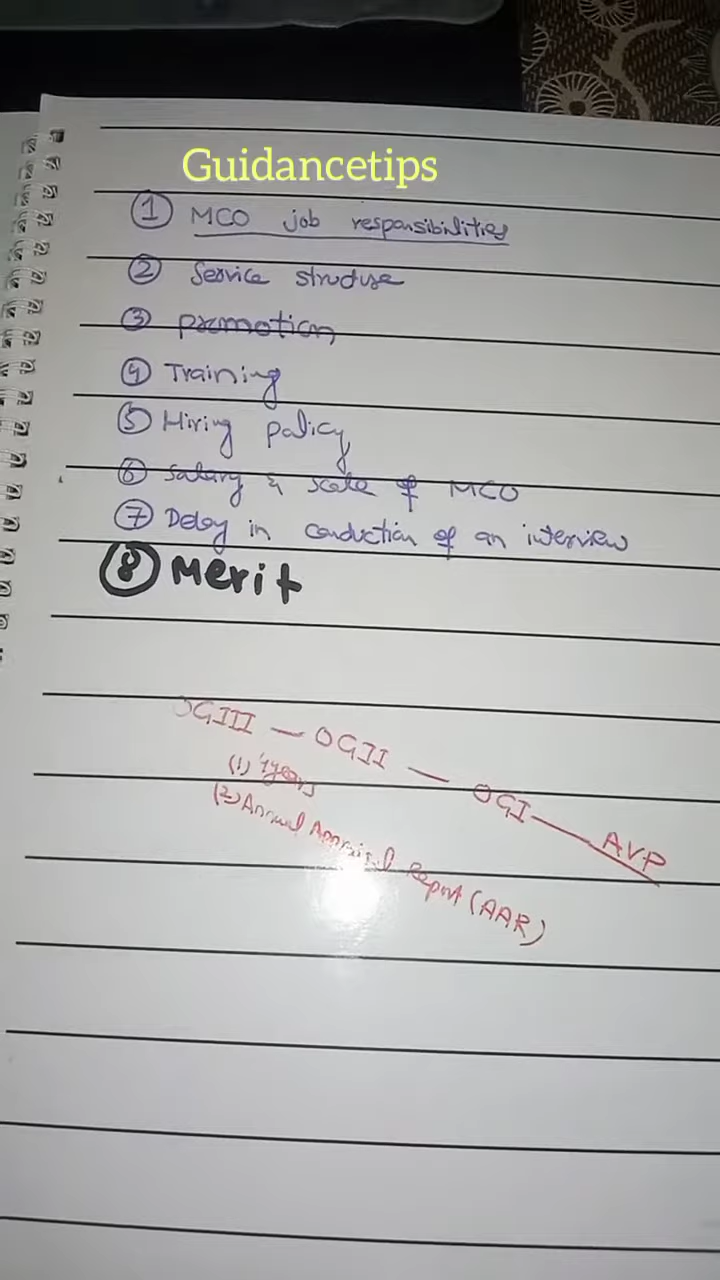 Guidancetips
① MCO job responsibilities
② Service structure
③ promotion
④ Training
⑤ Hiring policy
⑥ Salary & scale of MCO
⑦ Delay in conduction of an interview
⑧ Merit
OGIII — OGII — OGI — AVP
(1) 4years
(2) Annual Appraisal Report (AAR)